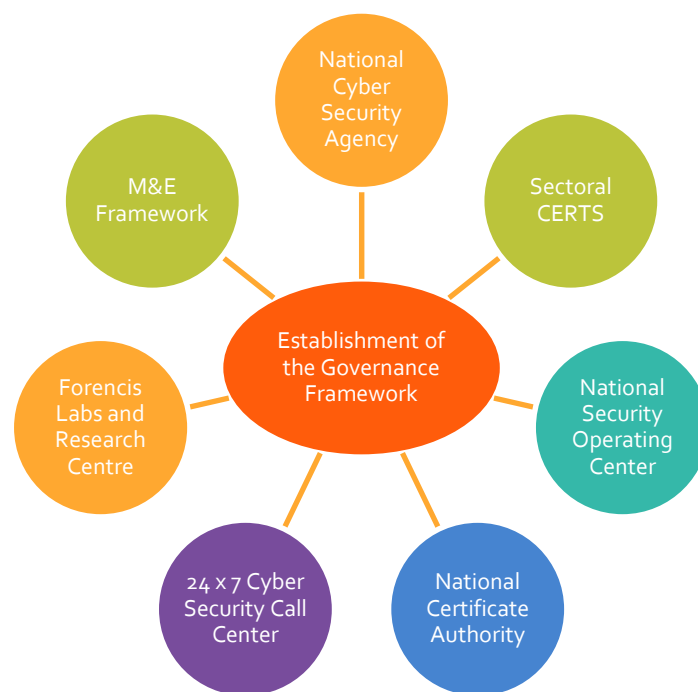 National
Cyber
Security
Agency
M&E
Framework
Sectoral
CERTS
Establishment of
the Governance
Framework
Forencis
Labs and
Research
Centre
National
Security
Operating
Center
24 x 7 Cyber
Security Call
Center
National
Certificate
Authority